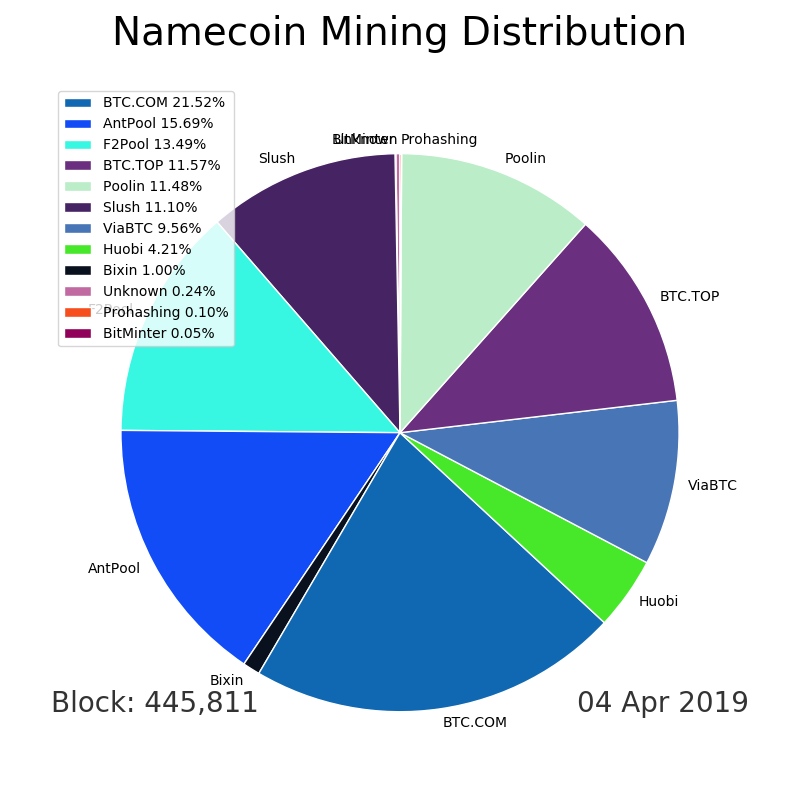 Namecoin Mining Distribution
BTC.COM 21.52%
AntPool 15.69%
F2Pool 13.49%
BTC.TOP 11.57%
Poolin 11.48%
Slush 11.10%
ViaBTC 9.56%
Huobi 4.21%
Bixin 1.00%
Unknown 0.24%
Prohashing 0.10%
BitMinter 0.05%
Slush
BitMinter
Unknown
Prohashing
Poolin
BTC.TOP
F2Pool
ViaBTC
AntPool
Huobi
Bixin
BTC.COM
Block: 445,811
04 Apr 2019